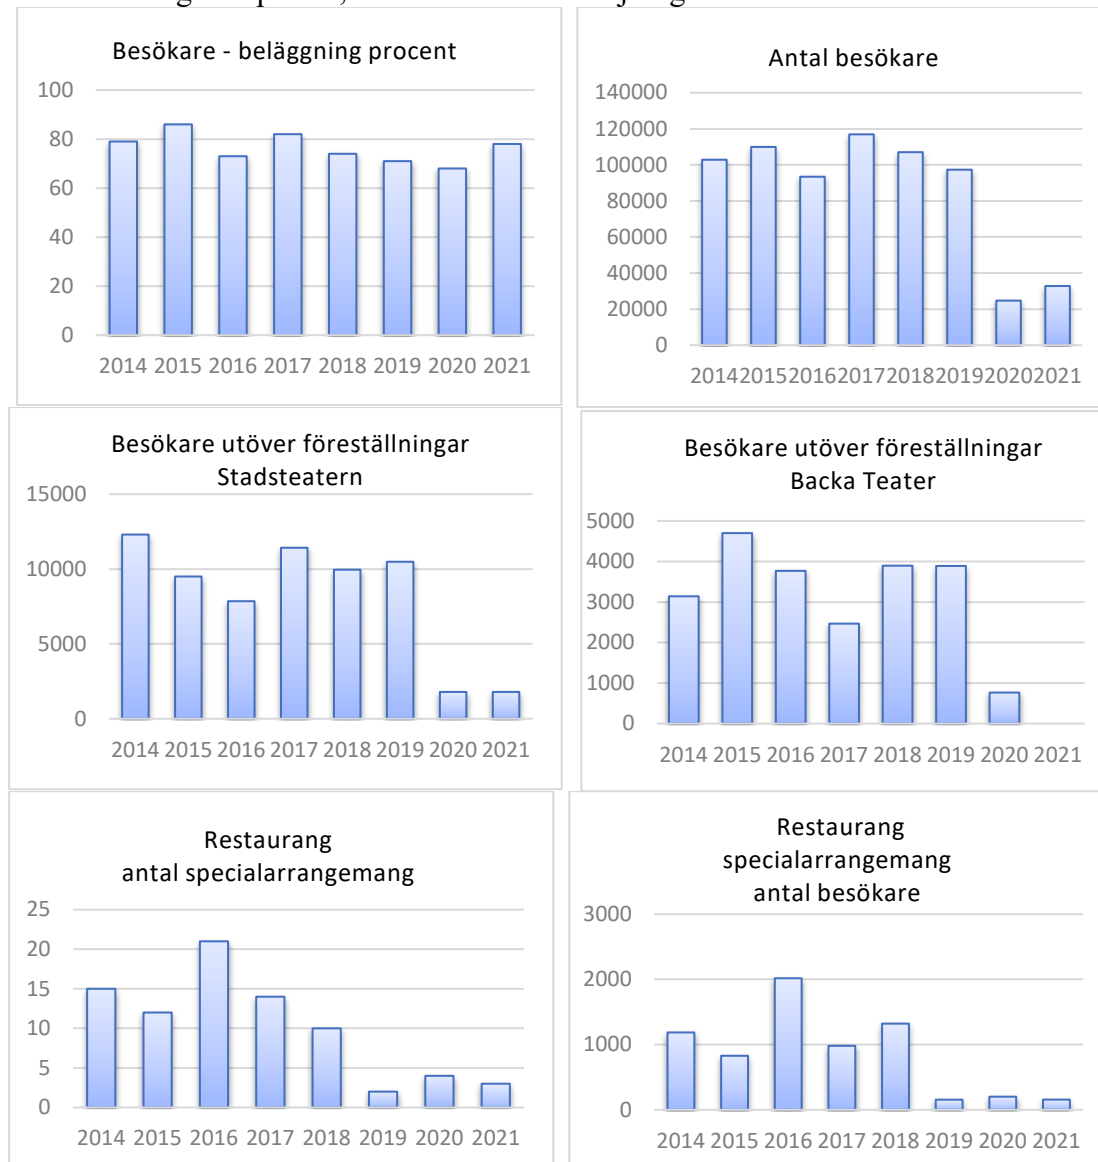 Besökare - beläggning procent
100
80
60
40
20
0
2014 2015 2016 2017 2018 2019 2020 2021
Antal besökare
140000
120000
100000
80000
60000
40000
20000
0
20142015201620172018201920202021
Besökare utöver föreställningar
Stadsteatern
15000
10000
5000
0
2014 2015 2016 2017 2018 2019 2020 2021
Besökare utöver föreställningar
Backa Teater
5000
4000
3000
2000
1000
0
2014 2015 2016 2017 2018 2019 2020 2021
Restaurang
antal specialarrangemang
25
20
15
10
5
0
2014 2015 2016 2017 2018 2019 2020 2021
Restaurang
specialarrangemang
antal besökare
3000
2000
1000
0
2014 2015 2016 2017 2018 2019 2020 2021